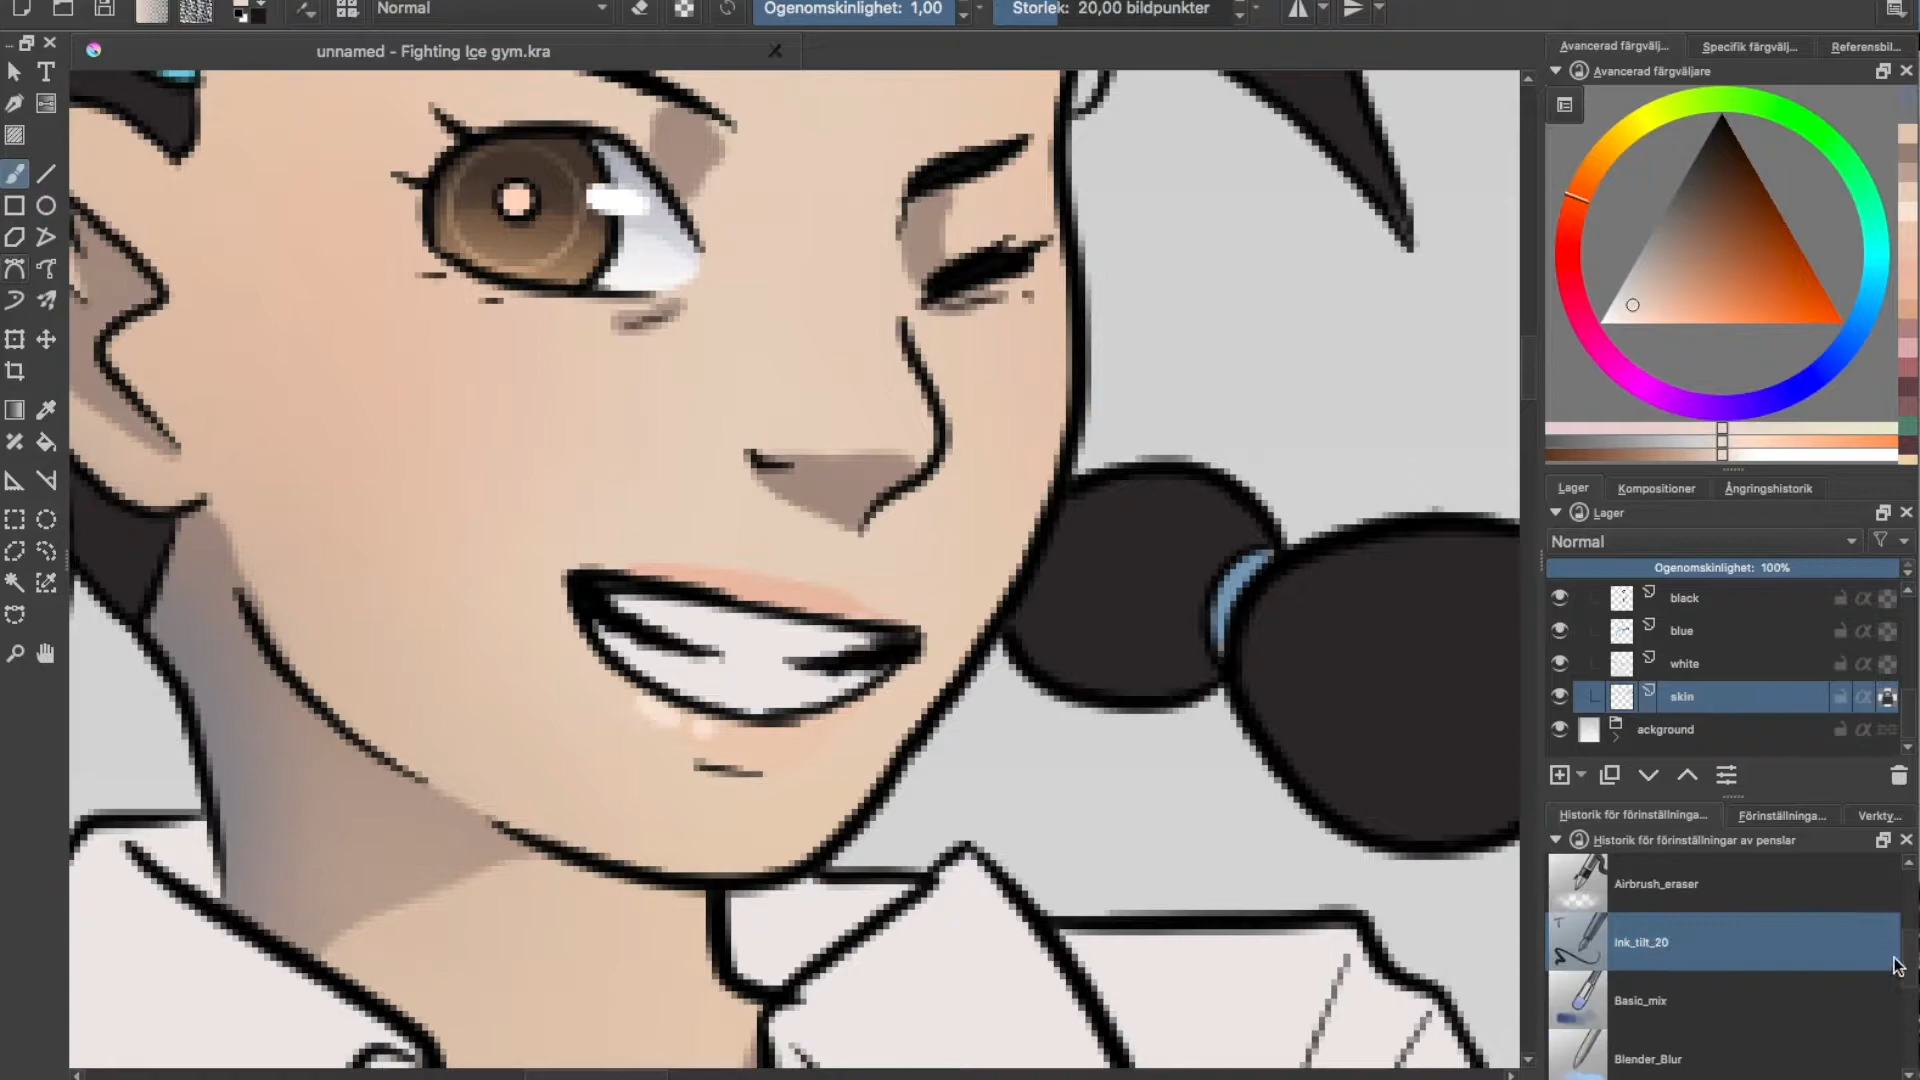 Normal
Ogenomskinlighet: 1,00
Storlek: 20,00 bildpunkter
unnamed - Fighting Ice gym.kra
Avancerad färgvälj...
Specifik färgvälj...
Referensbil...
Avancerad färgväljare
Lager
Kompositioner
Ångringshistorik
Lager
Normal
Ogenomskinlighet: 100%
black
blue
white
skin
ackground
Historik för förinställninga...
Förinställninga...
Verkty...
Historik för förinställningar av penslar
Airbrush_eraser
Ink_tilt_20
Basic_mix
Blender_Blur